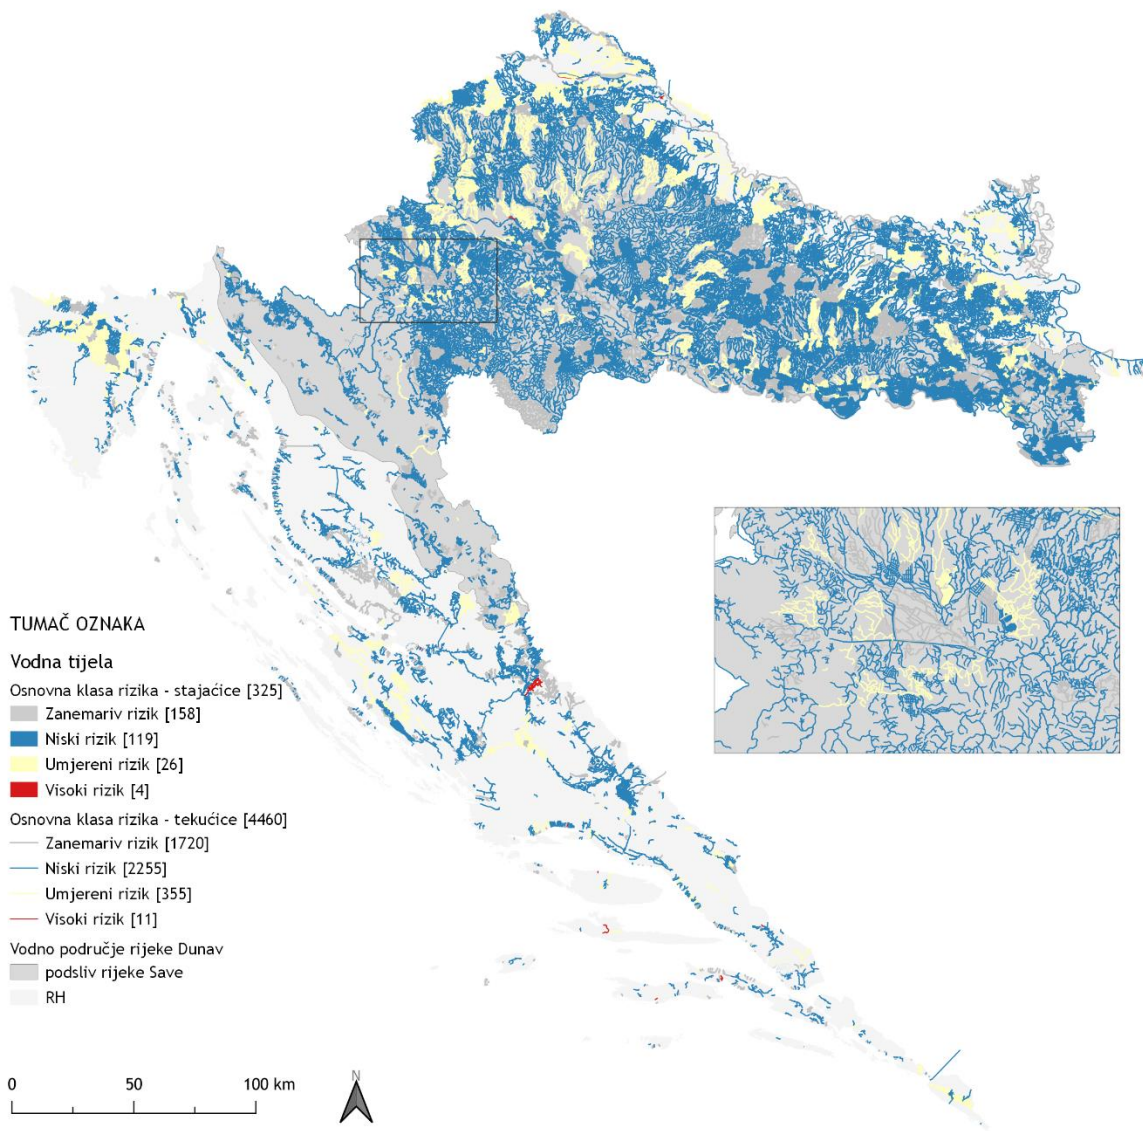 TUMAČ OZNAKA
Vodna tijela
Osnovna klasa rizika - stajaćice [325]
Zanemariv rizik [158]
Niski rizik [119]
Umjereni rizik [26]
Visoki rizik [4]
Osnovna klasa rizika - tekućice [4460]
Zanemariv rizik [1720]
Niski rizik [2255]
Umjereni rizik [355]
Visoki rizik [11]
Vodno područje rijeke Dunav
podsliv rijeke Save
RH
0 50 100 km
N